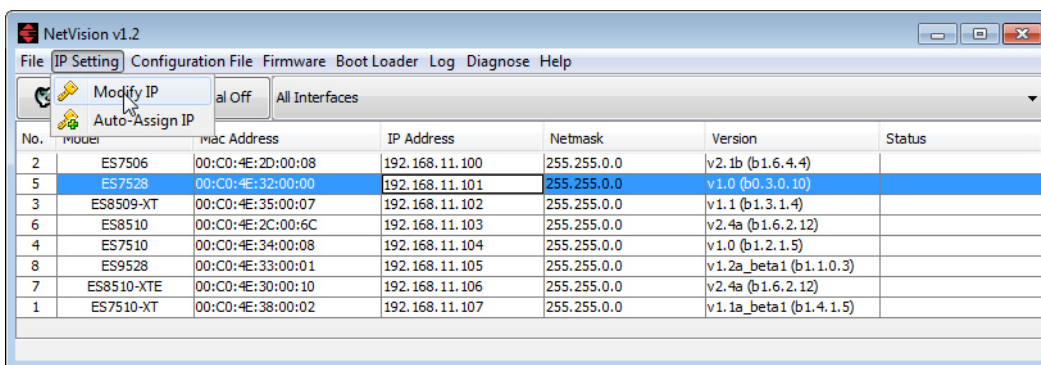 NetVision v1.2
File IP Setting Configuration File Firmware Boot Loader Log Diagnose Help
Modify IP
al Off All Interfaces
Auto-Assign IP
No. Model Mac Address IP Address Netmask Version Status
2 ES7506 00:C0:4E:2D:00:08 192.168.11.100 255.255.0.0 v2.1b (b1.6.4.4)
5 ES7528 00:C0:4E:32:00:00 192.168.11.101 255.255.0.0 v1.0 (b0.3.0.10)
3 ES8509-XT 00:C0:4E:35:00:07 192.168.11.102 255.255.0.0 v1.1 (b1.3.1.4)
6 ES8510 00:C0:4E:2C:00:6C 192.168.11.103 255.255.0.0 v2.4a (b1.6.2.12)
4 ES7510 00:C0:4E:34:00:08 192.168.11.104 255.255.0.0 v1.0 (b1.2.1.5)
8 ES9528 00:C0:4E:33:00:01 192.168.11.105 255.255.0.0 v1.2a_beta1 (b1.1.0.3)
7 ES8510-XTE 00:C0:4E:30:00:10 192.168.11.106 255.255.0.0 v2.4a (b1.6.2.12)
1 ES7510-XT 00:C0:4E:38:00:02 192.168.11.107 255.255.0.0 v1.1a_beta1 (b1.4.1.5)